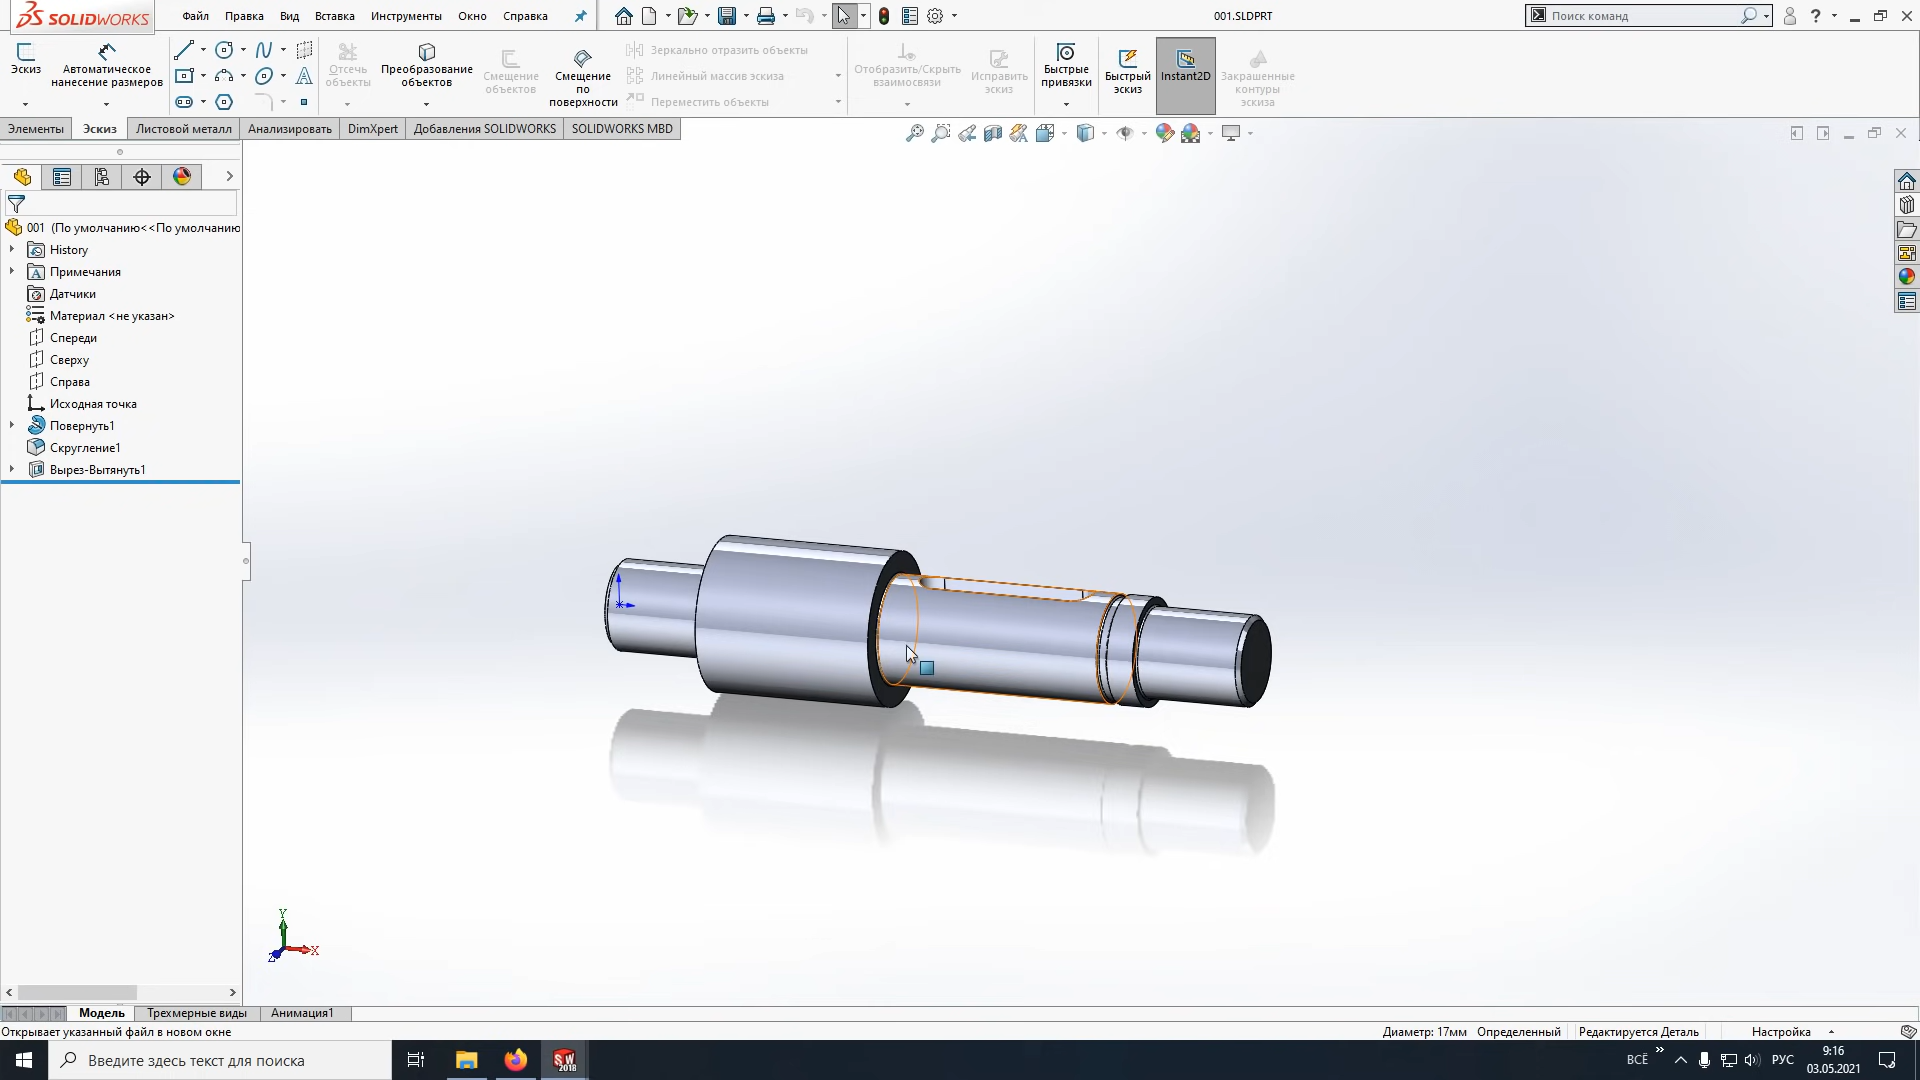 SOLIDWORKS
Файл Правка Вид Вставка Инструменты Окно Справка
001.SLDPRT
Поиск команд
?
Эскиз
Автоматическое нанесение размеров
Отсечь объекты
Преобразование объектов
Смещение объектов
Смещение по поверхности
Зеркально отразить объекты
Линейный массив эскиза
Переместить объекты
Отобразить/Скрыть взаимосвязи
Исправить эскиз
Быстрые привязки
Быстрый эскиз
Instant2D
Закрашенные контуры эскиза
Элементы Эскиз Листовой металл Анализировать DimXpert Добавления SOLIDWORKS SOLIDWORKS MBD
001 (По умолчанию<<По умолчанию
History
Примечания
Датчики
Материал <не указан>
Спереди
Сверху
Справа
Исходная точка
Повернуть1
Скругление1
Вырез-Вытянуть1
Y
X
Z
Модель Трехмерные виды Анимация1
Открывает указанный файл в новом окне
Диаметр: 17мм Определенный Редактируется Деталь Настройка
Введите здесь текст для поиска
SW 2018
ВСЁ
РУС
9:16
03.05.2021